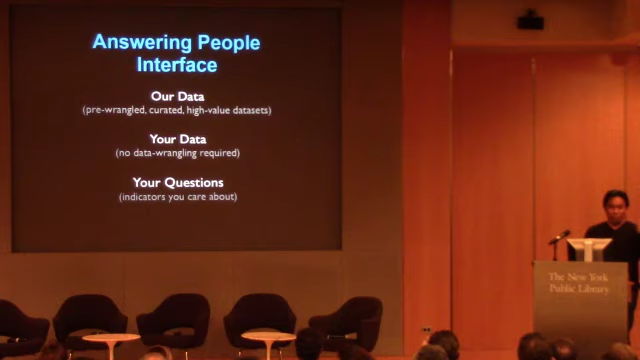 Answering People
Interface
Our Data
(pre-wrangled, curated, high-value datasets)
Your Data
(no data-wrangling required)
Your Questions
(indicators you care about)
The New York
Public Library